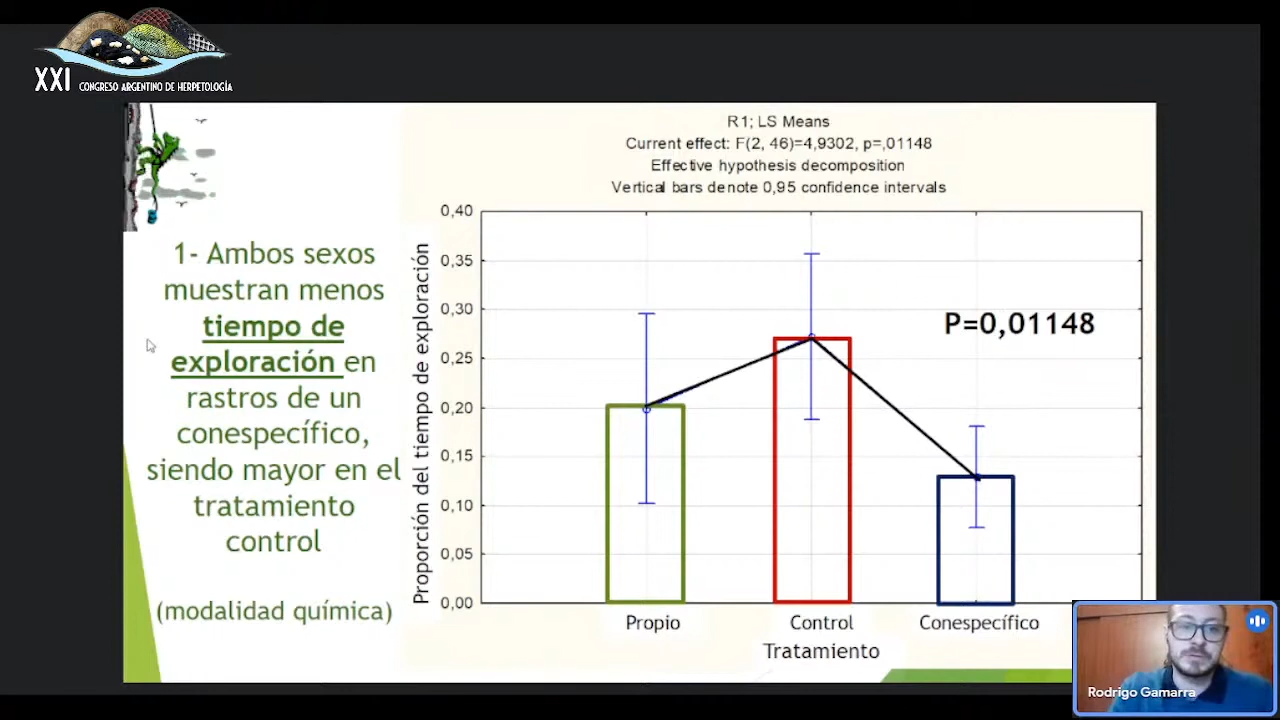 XXI CONGRESO ARGENTINO DE HERPETOLOGÍA
1- Ambos sexos
muestran menos
tiempo de
exploración en
rastros de un
conespecífico,
siendo mayor en el
tratamiento
control
(modalidad química)
R1; LS Means
Current effect: F(2, 46)=4,9302, p=,01148
Effective hypothesis decomposition
Vertical bars denote 0,95 confidence intervals
Proporción del tiempo de exploración
0,40
0,35
0,30
0,25
0,20
0,15
0,10
0,05
0,00
P=0,01148
Propio
Control
Conespecífico
Tratamiento
Rodrigo Gamarra